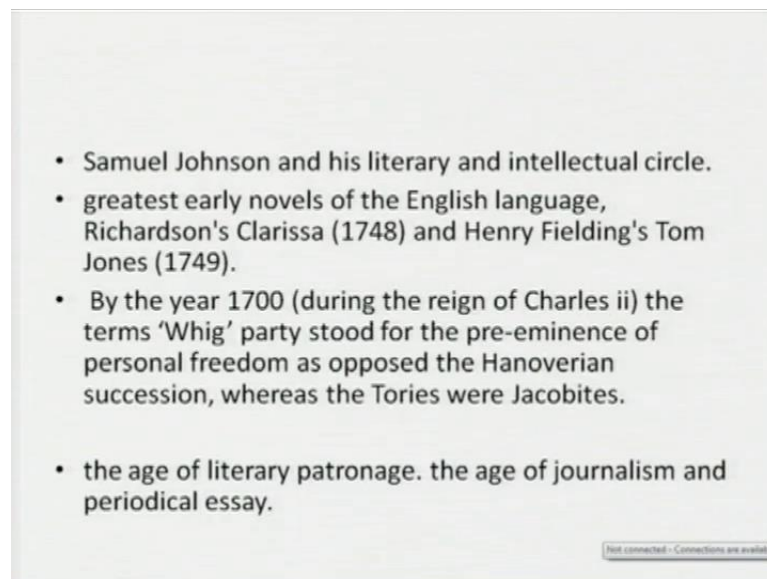 • Samuel Johnson and his literary and intellectual circle.
• greatest early novels of the English language,
Richardson's Clarissa (1748) and Henry Fielding's Tom
Jones (1749).
• By the year 1700 (during the reign of Charles ii) the
terms ‘Whig’ party stood for the pre-eminence of
personal freedom as opposed the Hanoverian
succession, whereas the Tories were Jacobites.
• the age of literary patronage. the age of journalism and
periodical essay.
Not connected - Connections are availab